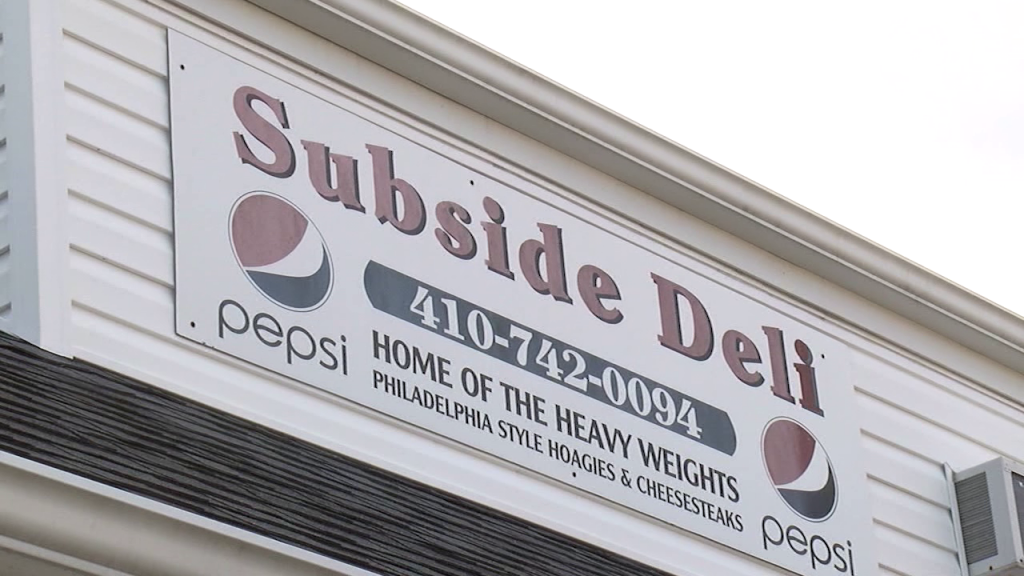 Subside Deli
410-742-0094
pepsi
HOME OF THE HEAVY WEIGHTS
PHILADELPHIA STYLE HOAGIES & CHEESESTEAKS
pepsi